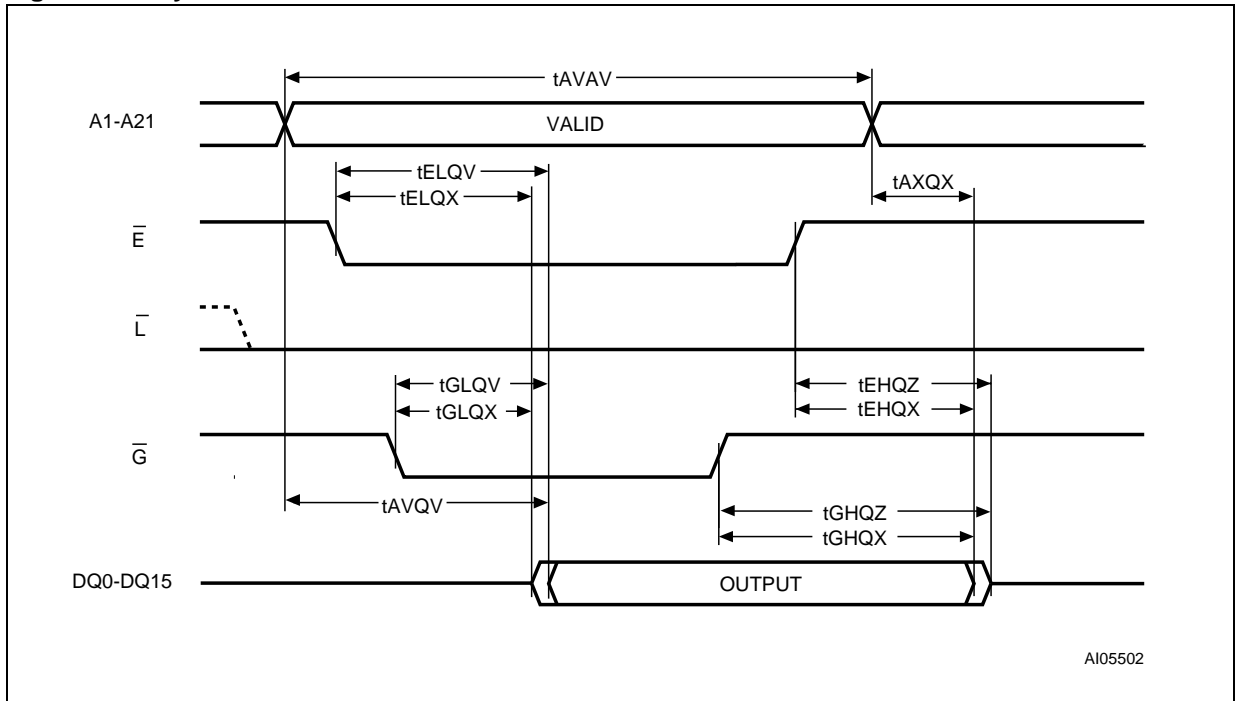 tAVAV
A1-A21
VALID
tELQV
tAXQX
tELQX
E
L
tGLQV
tEHQZ
tGLQX
tEHQX
G
tAVQV
tGHQZ
tGHQX
DQ0-DQ15
OUTPUT
AI05502